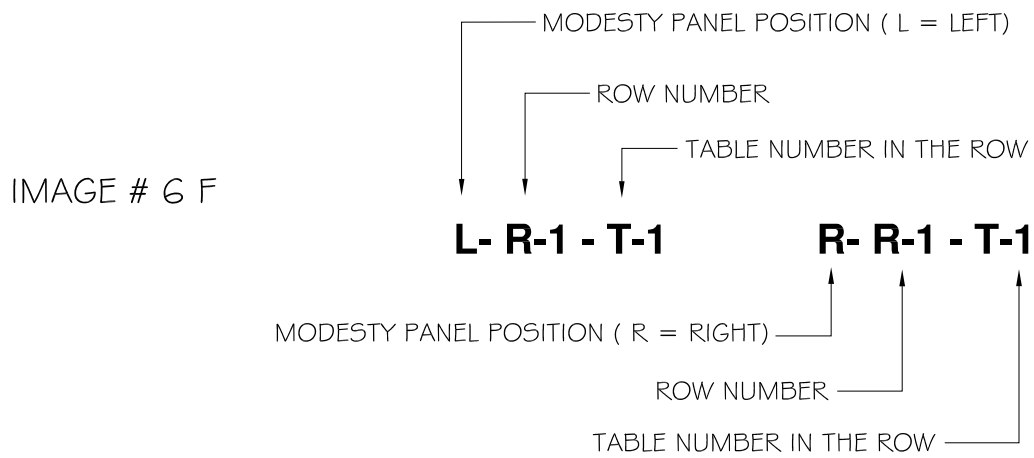 MODESTY PANEL POSITION ( L = LEFT)
ROW NUMBER
TABLE NUMBER IN THE ROW
IMAGE # 6 F
L- R-1 - T-1 R- R-1 - T-1
MODESTY PANEL POSITION ( R = RIGHT)
ROW NUMBER
TABLE NUMBER IN THE ROW